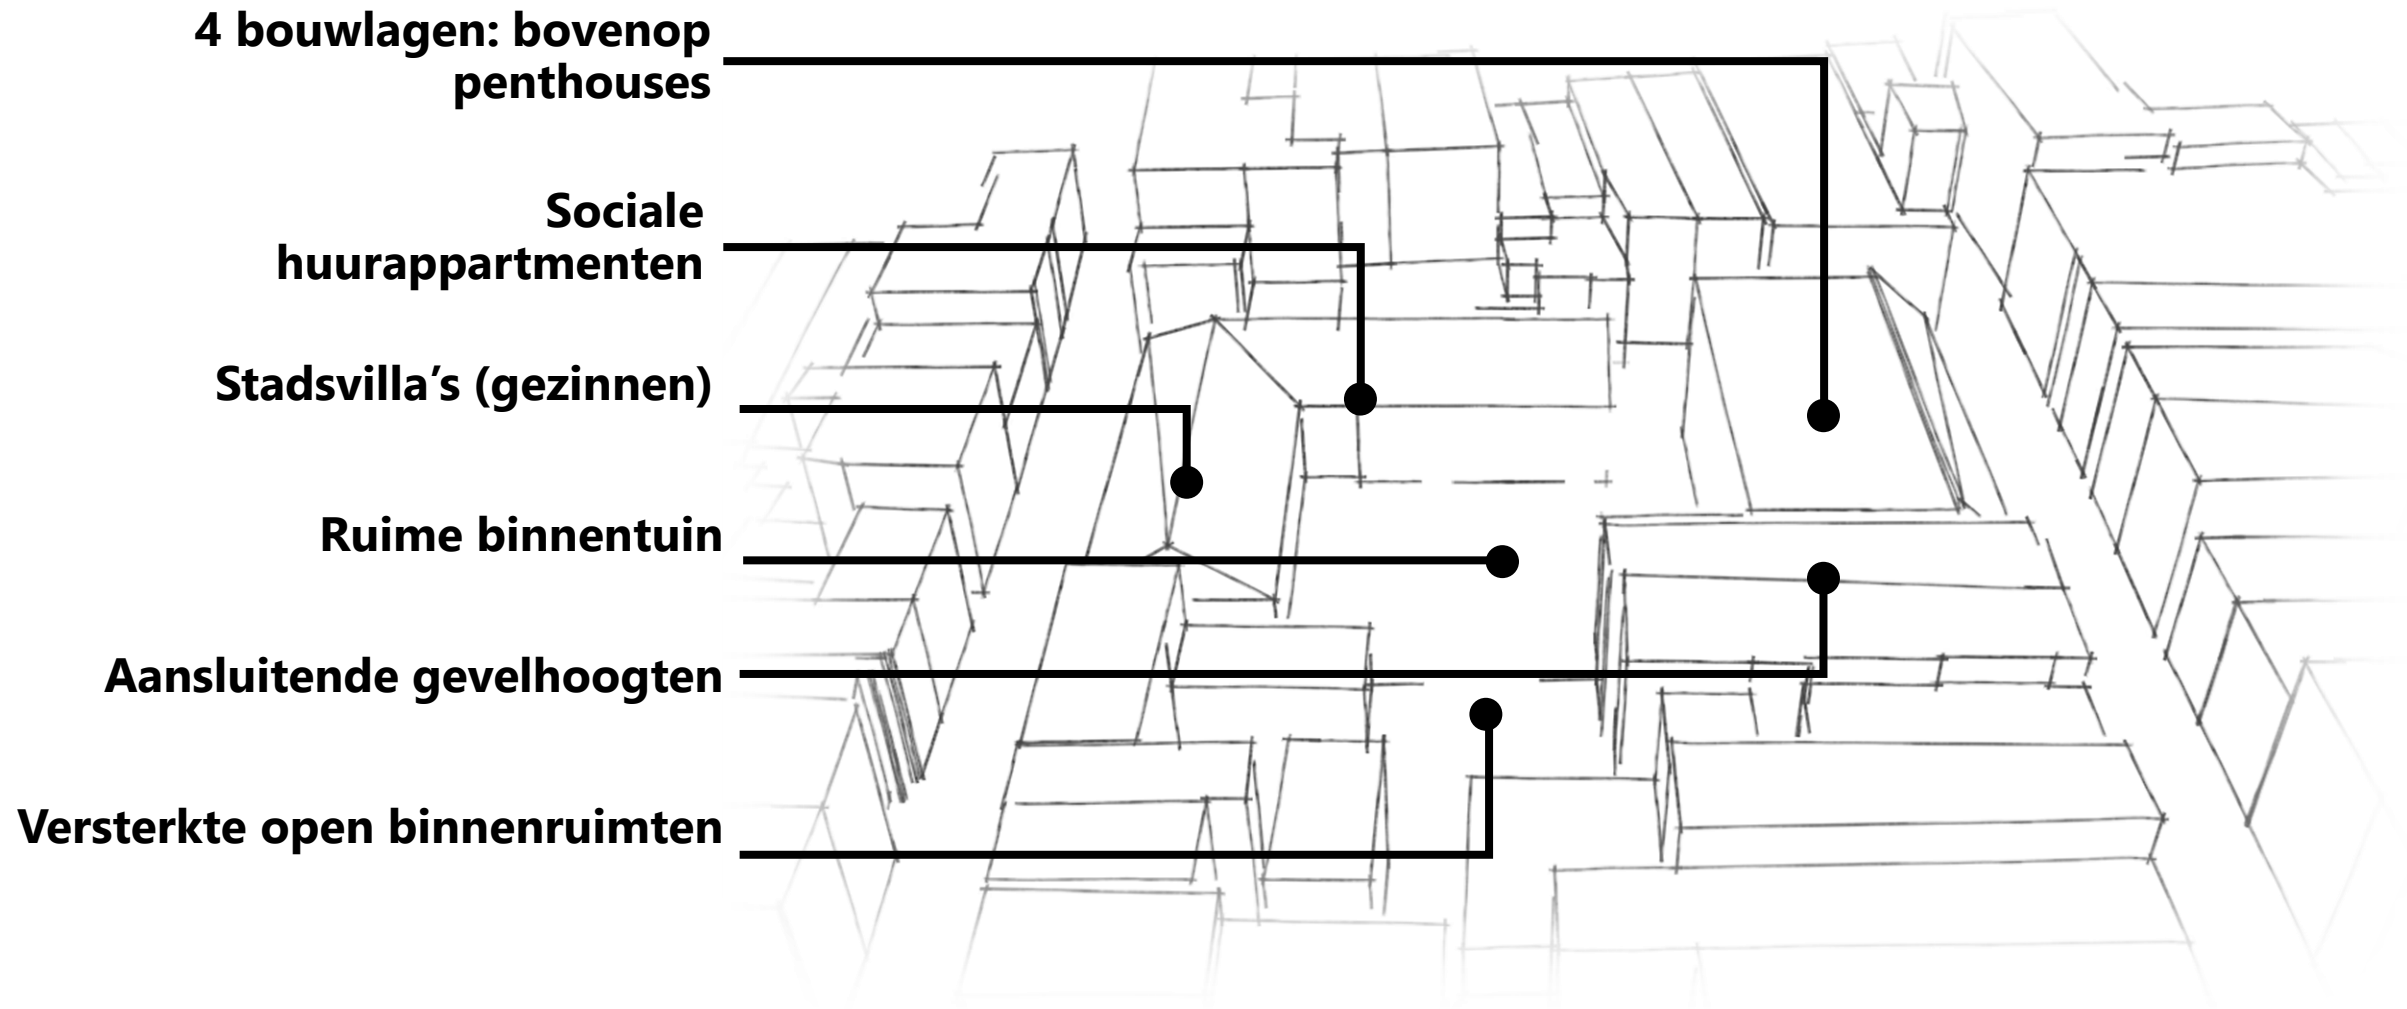 4 bouwlagen: bovenop
penthouses
Sociale
huurappartmenten
Stadsvilla’s (gezinnen)
Ruime binnentuin
Aansluitende gevelhoogten
Versterkte open binnenruimten